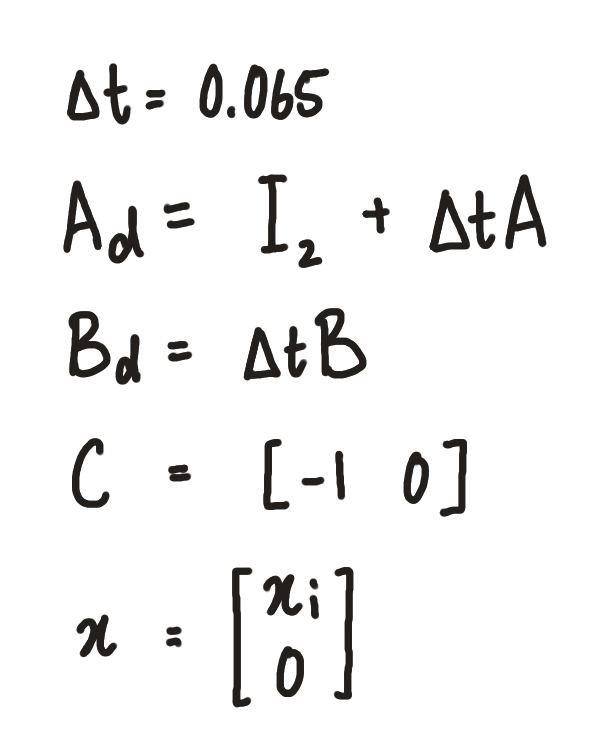 Δt = 0.065
A_d = I_2 + ΔtA
B_d = ΔtB
C = [-1 0]
x = [x_i
0]